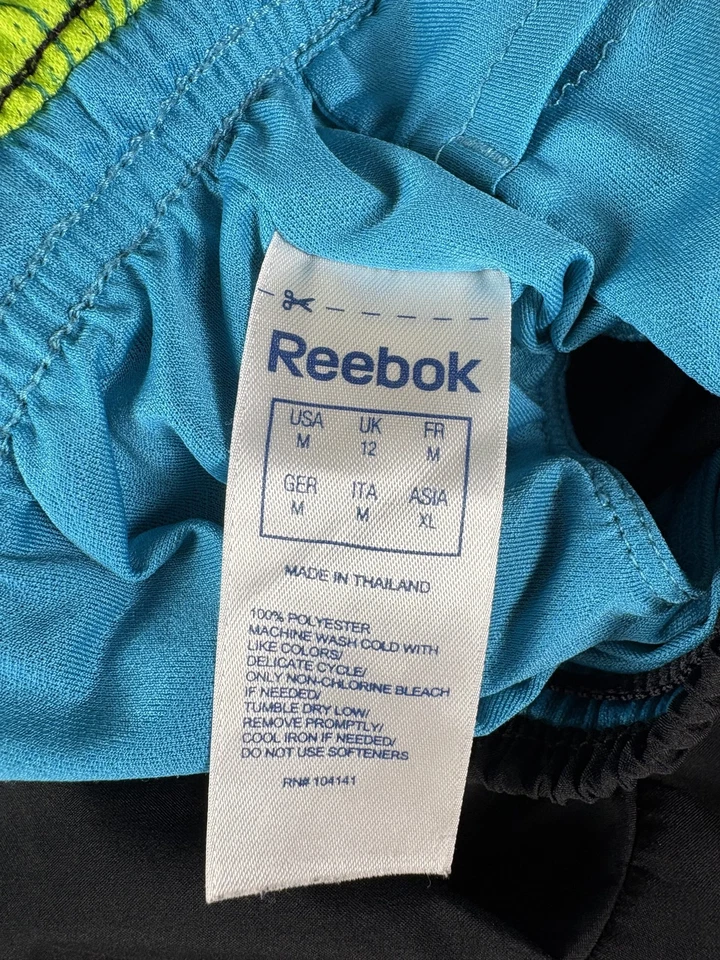 Reebok
USA UK FR
M 12 M
GER ITA ASIA
M M XL
MADE IN THAILAND
100% POLYESTER
MACHINE WASH COLD WITH
LIKE COLORS/
DELICATE CYCLE/
ONLY NON-CHLORINE BLEACH
IF NEEDED/
TUMBLE DRY LOW/
REMOVE PROMPTLY/
COOL IRON IF NEEDED/
DO NOT USE SOFTENERS
RN# 104141